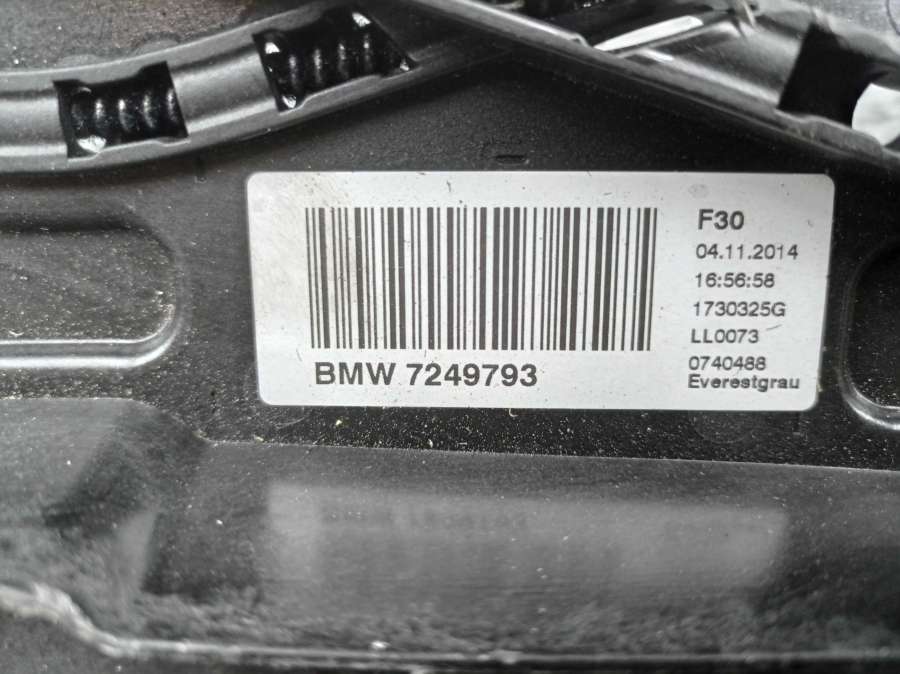 BMW 7249793
F30
04.11.2014
16:56:58
1730325G
LL0073
0740488
Everestgrau